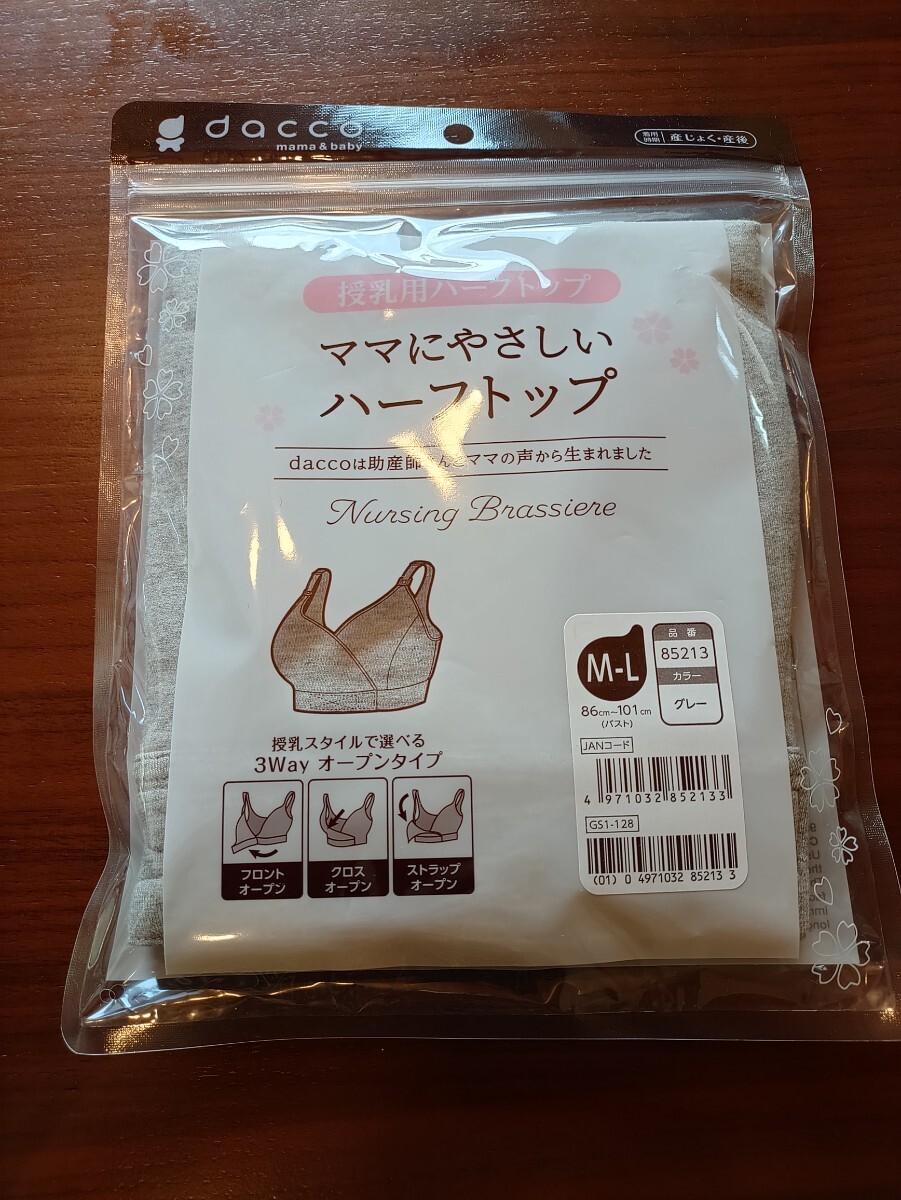 dacco
mama & baby
着用時期 産じょく・産後
授乳用ハーフトップ
ママにやさしい
ハーフトップ
daccoは助産師さんとママの声から生まれました
Nursing Brassiere
授乳スタイルで選べる
3Way オープンタイプ
フロント
オープン
クロス
オープン
ストラップ
オープン
M-L
86cm~101cm
(バスト)
品番
85213
カラー
グレー
JANコード
4 971032 852133
GS1-128
(01) 0 4971032 85213 3